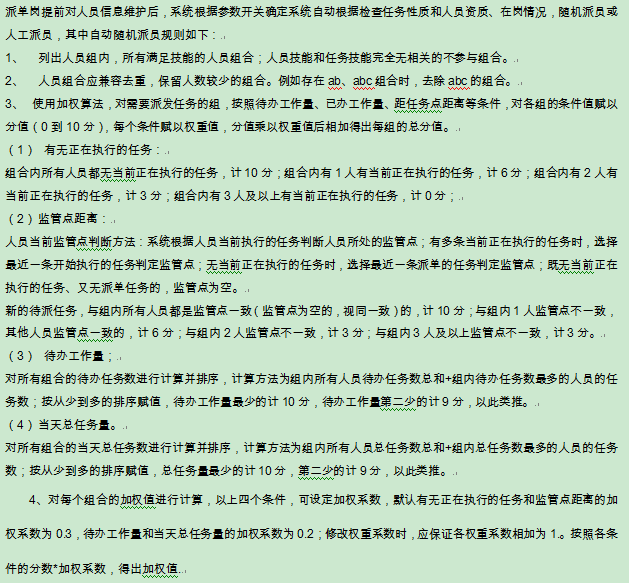 派单岗提前对人员信息维护后，系统根据参数开关确定系统自动根据检查任务性质和人员资质、在岗情况，随机派员或
人工派员，其中自动随机派员规则如下：
1、 列出人员组内，所有满足技能的人员组合；人员技能和任务技能完全无相关的不参与组合。
2、 人员组合应兼容去重，保留人数较少的组合。例如存在 ab、abc 组合时，去除 abc 的组合。
3、 使用加权算法，对需要派发任务的组，按照待办工作量、已办工作量、距任务点距离等条件，对各组的条件值赋以
分值（0 到 10 分），每个条件赋以权重值，分值乘以权重值后相加得出每组的总分值。
（1） 有无正在执行的任务：
组合内所有人员都无当前正在执行的任务，计 10 分；组合内有 1 人有当前正在执行的任务，计 6 分；组合内有 2 人有
当前正在执行的任务，计 3 分；组合内有 3 人及以上有当前正在执行的任务，计 0 分；
（2）监管点距离：
人员当前监管点判断方法：系统根据人员当前执行的任务判断人员所处的监管点；有多条当前正在执行的任务时，选择
最近一条开始执行的任务判定监管点；无当前正在执行的任务时，选择最近一条派单的任务判定监管点；既无当前正在
执行的任务、又无派单任务的，监管点为空。
新的待派任务，与组内所有人员都是监管点一致（监管点为空的，视同一致）的，计 10 分；与组内 1 人监管点不一致，
其他人员监管点一致的，计 6 分；与组内 2 人监管点不一致，计 3 分；与组内 3 人及以上监管点不一致，计 3 分。
（3） 待办工作量；
对所有组合的待办任务数进行计算并排序，计算方法为组内所有人员待办任务数总和+组内待办任务数最多的人员的任
务数；按从少到多的排序赋值，待办工作量最少的计 10 分，待办工作量第二少的计 9 分，以此类推。
（4）当天总任务量。
对所有组合的当天总任务数进行计算并排序，计算方法为组内所有人员总任务数总和+组内总任务数最多的人员的任务
数；按从少到多的排序赋值，总任务量最少的计 10 分，第二少的计 9 分，以此类推。
4、对每个组合的加权值进行计算，以上四个条件，可设定加权系数，默认有无正在执行的任务和监管点距离的加
权系数为 0.3，待办工作量和当天总任务量的加权系数为 0.2；修改权重系数时，应保证各权重系数相加为 1.。按照各条
件的分数*加权系数，得出加权值